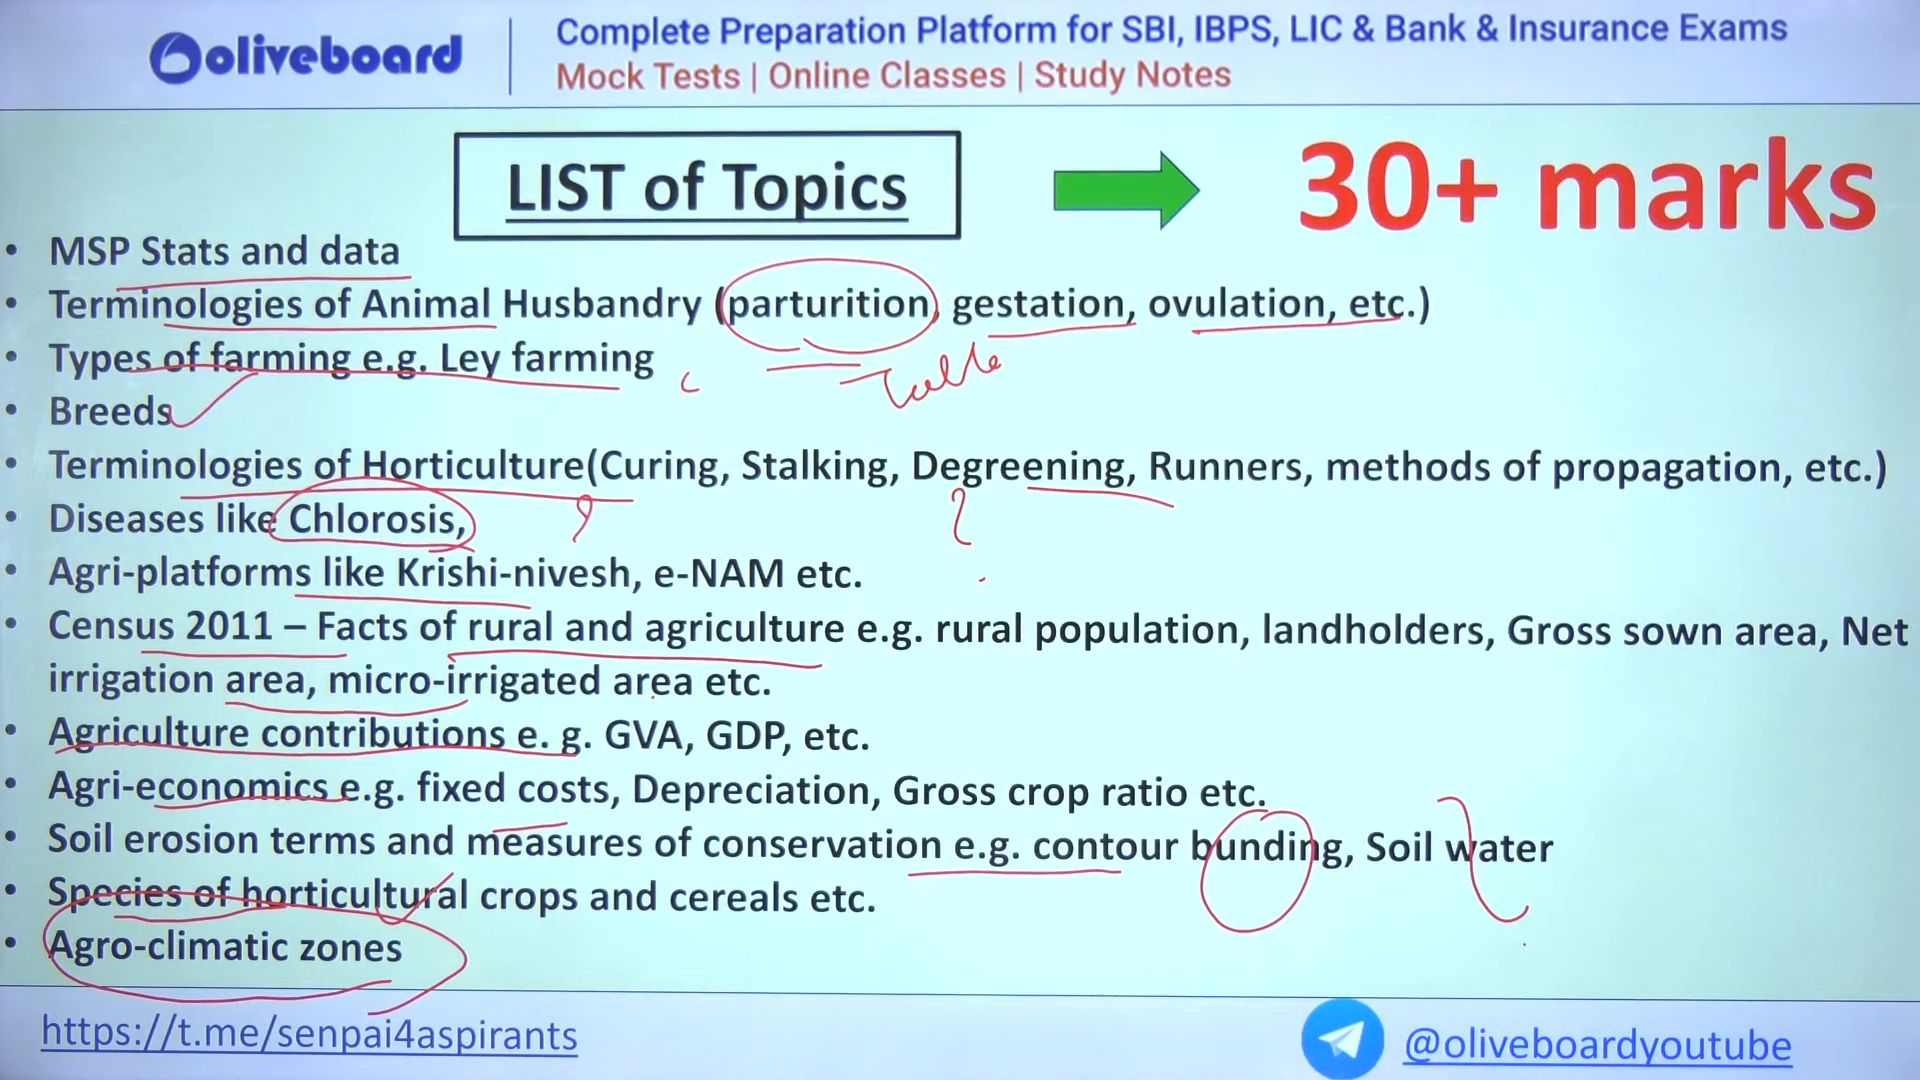 oliveboard
Complete Preparation Platform for SBI, IBPS, LIC & Bank & Insurance Exams
Mock Tests | Online Classes | Study Notes
LIST of Topics
30+ marks
• MSP Stats and data
• Terminologies of Animal Husbandry (parturition, gestation, ovulation, etc.)
• Types of farming e.g. Ley farming
Table
• Breeds
• Terminologies of Horticulture(Curing, Stalking, Degreening, Runners, methods of propagation, etc.)
• Diseases like Chlorosis,
• Agri-platforms like Krishi-nivesh, e-NAM etc.
• Census 2011 – Facts of rural and agriculture e.g. rural population, landholders, Gross sown area, Net
irrigation area, micro-irrigated area etc.
• Agriculture contributions e. g. GVA, GDP, etc.
• Agri-economics e.g. fixed costs, Depreciation, Gross crop ratio etc.
• Soil erosion terms and measures of conservation e.g. contour bunding, Soil water
• Species of horticultural crops and cereals etc.
• Agro-climatic zones
https://t.me/senpai4aspirants
@oliveboardyoutube